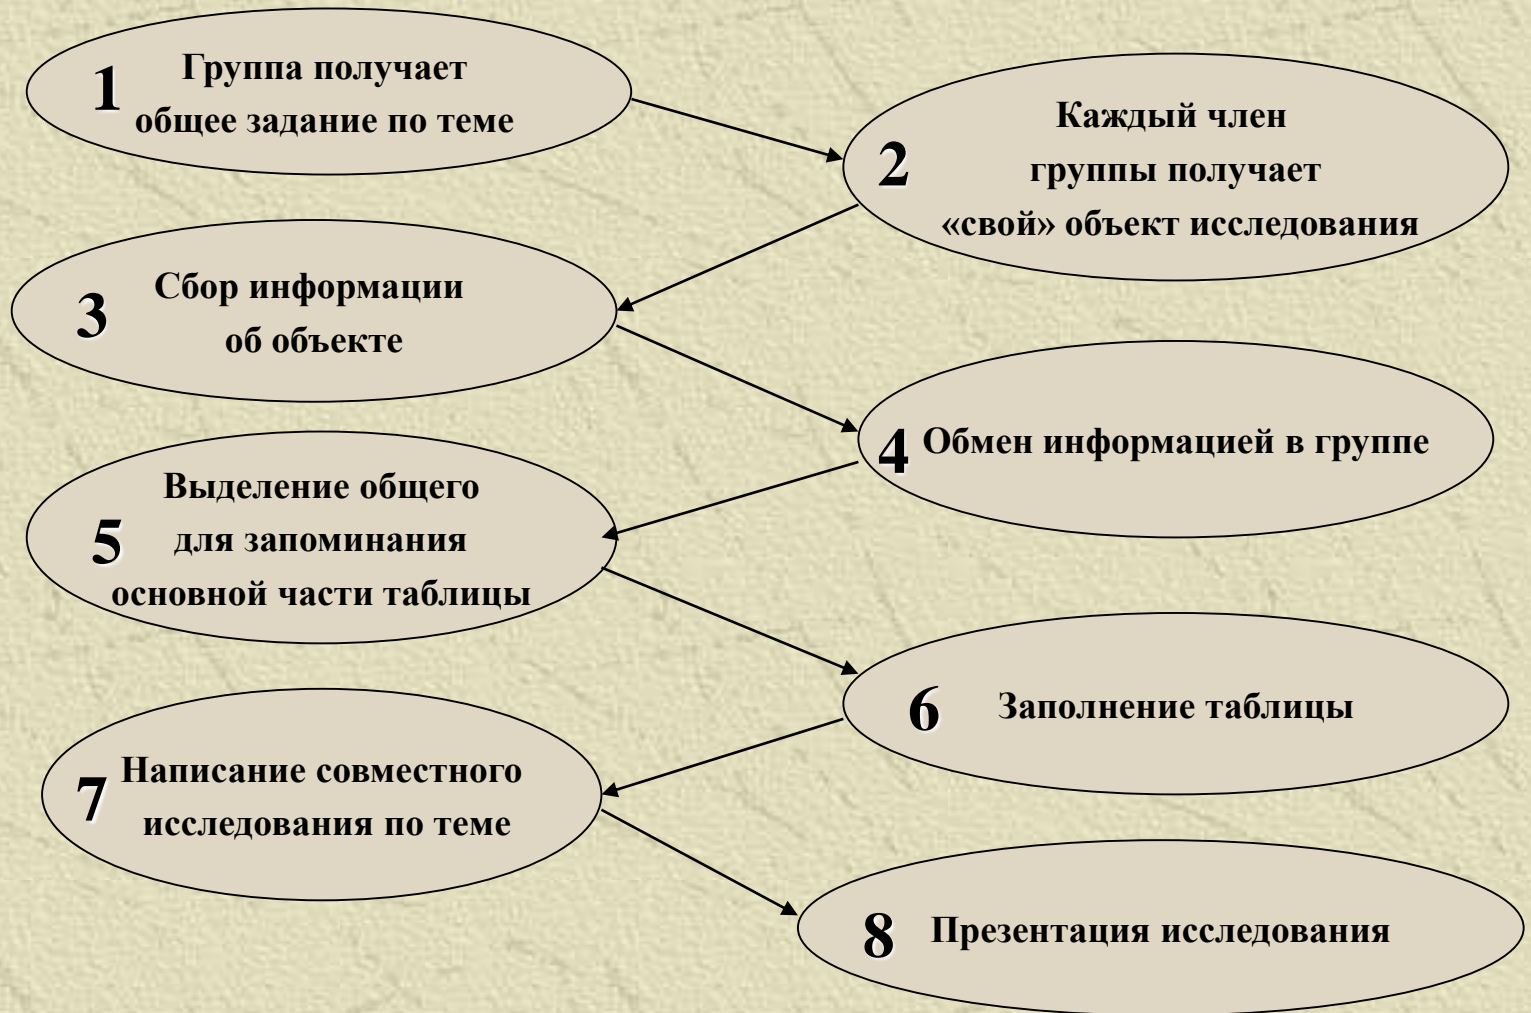 1
Группа получает
общее задание по теме
2
Каждый член
группы получает
«свой» объект исследования
3
Сбор информации
об объекте
4
Обмен информацией в группе
5
Выделение общего
для запоминания
основной части таблицы
6
Заполнение таблицы
7
Написание совместного
исследования по теме
8
Презентация исследования